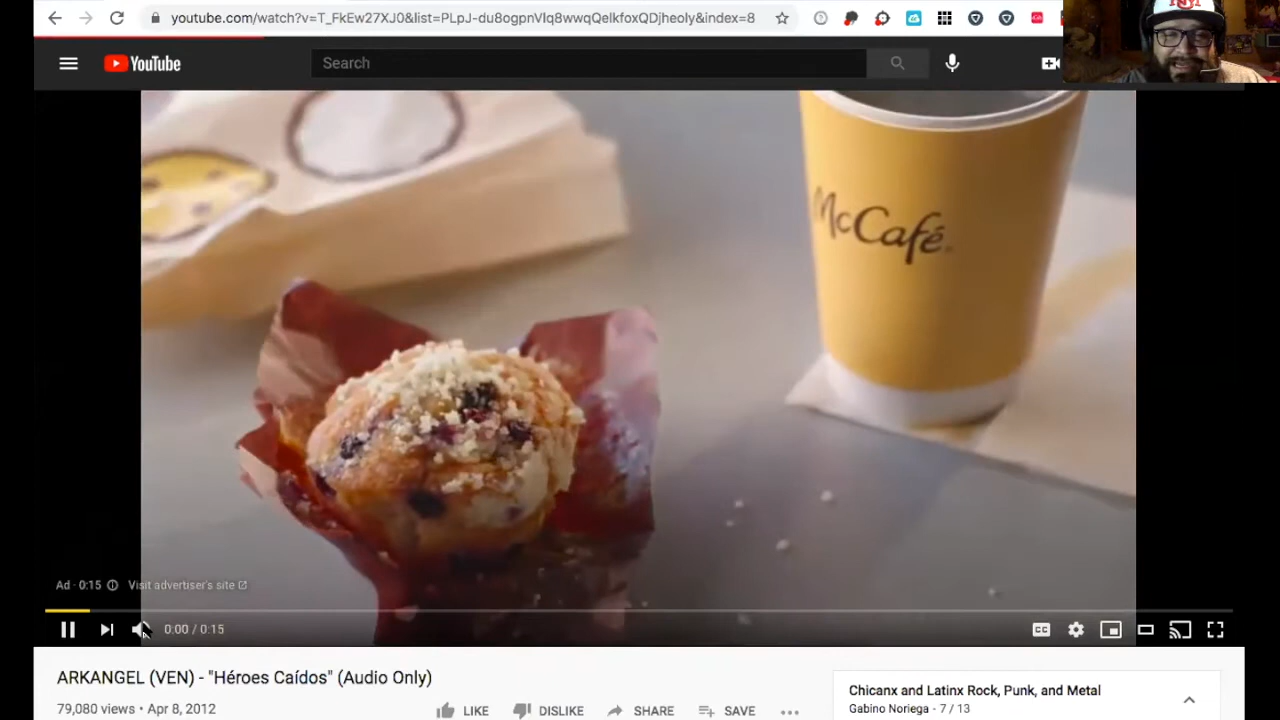 youtube.com/watch?v=T_FkEw27XJ0&list=PLpJ-du8ogpnVlq8wwqQelkfoxQDjheoly&index=8
YouTube
Search
McCafé
Ad · 0:15 Visit advertiser's site
0:00 / 0:15
CC
ARKANGEL (VEN) - "Héroes Caídos" (Audio Only)
79,080 views • Apr 8, 2012
LIKE DISLIKE SHARE SAVE
Chicanx and Latinx Rock, Punk, and Metal
Gabino Noriega - 7 / 13